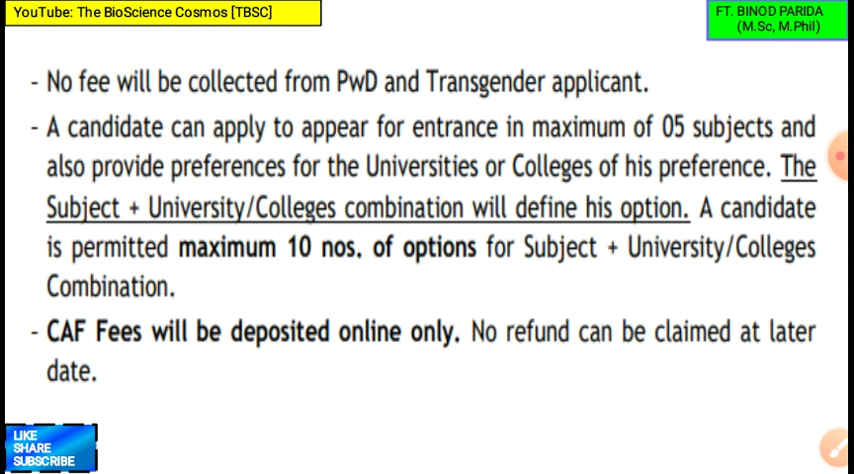 YouTube: The BioScience Cosmos [TBSC]
FT. BINOD PARIDA
(M.Sc, M.Phil)
- No fee will be collected from PwD and Transgender applicant.
- A candidate can apply to appear for entrance in maximum of 05 subjects and
also provide preferences for the Universities or Colleges of his preference. The
Subject + University/Colleges combination will define his option. A candidate
is permitted maximum 10 nos. of options for Subject + University/Colleges
Combination.
- CAF Fees will be deposited online only. No refund can be claimed at later
date.
LIKE
SHARE
SUBSCRIBE